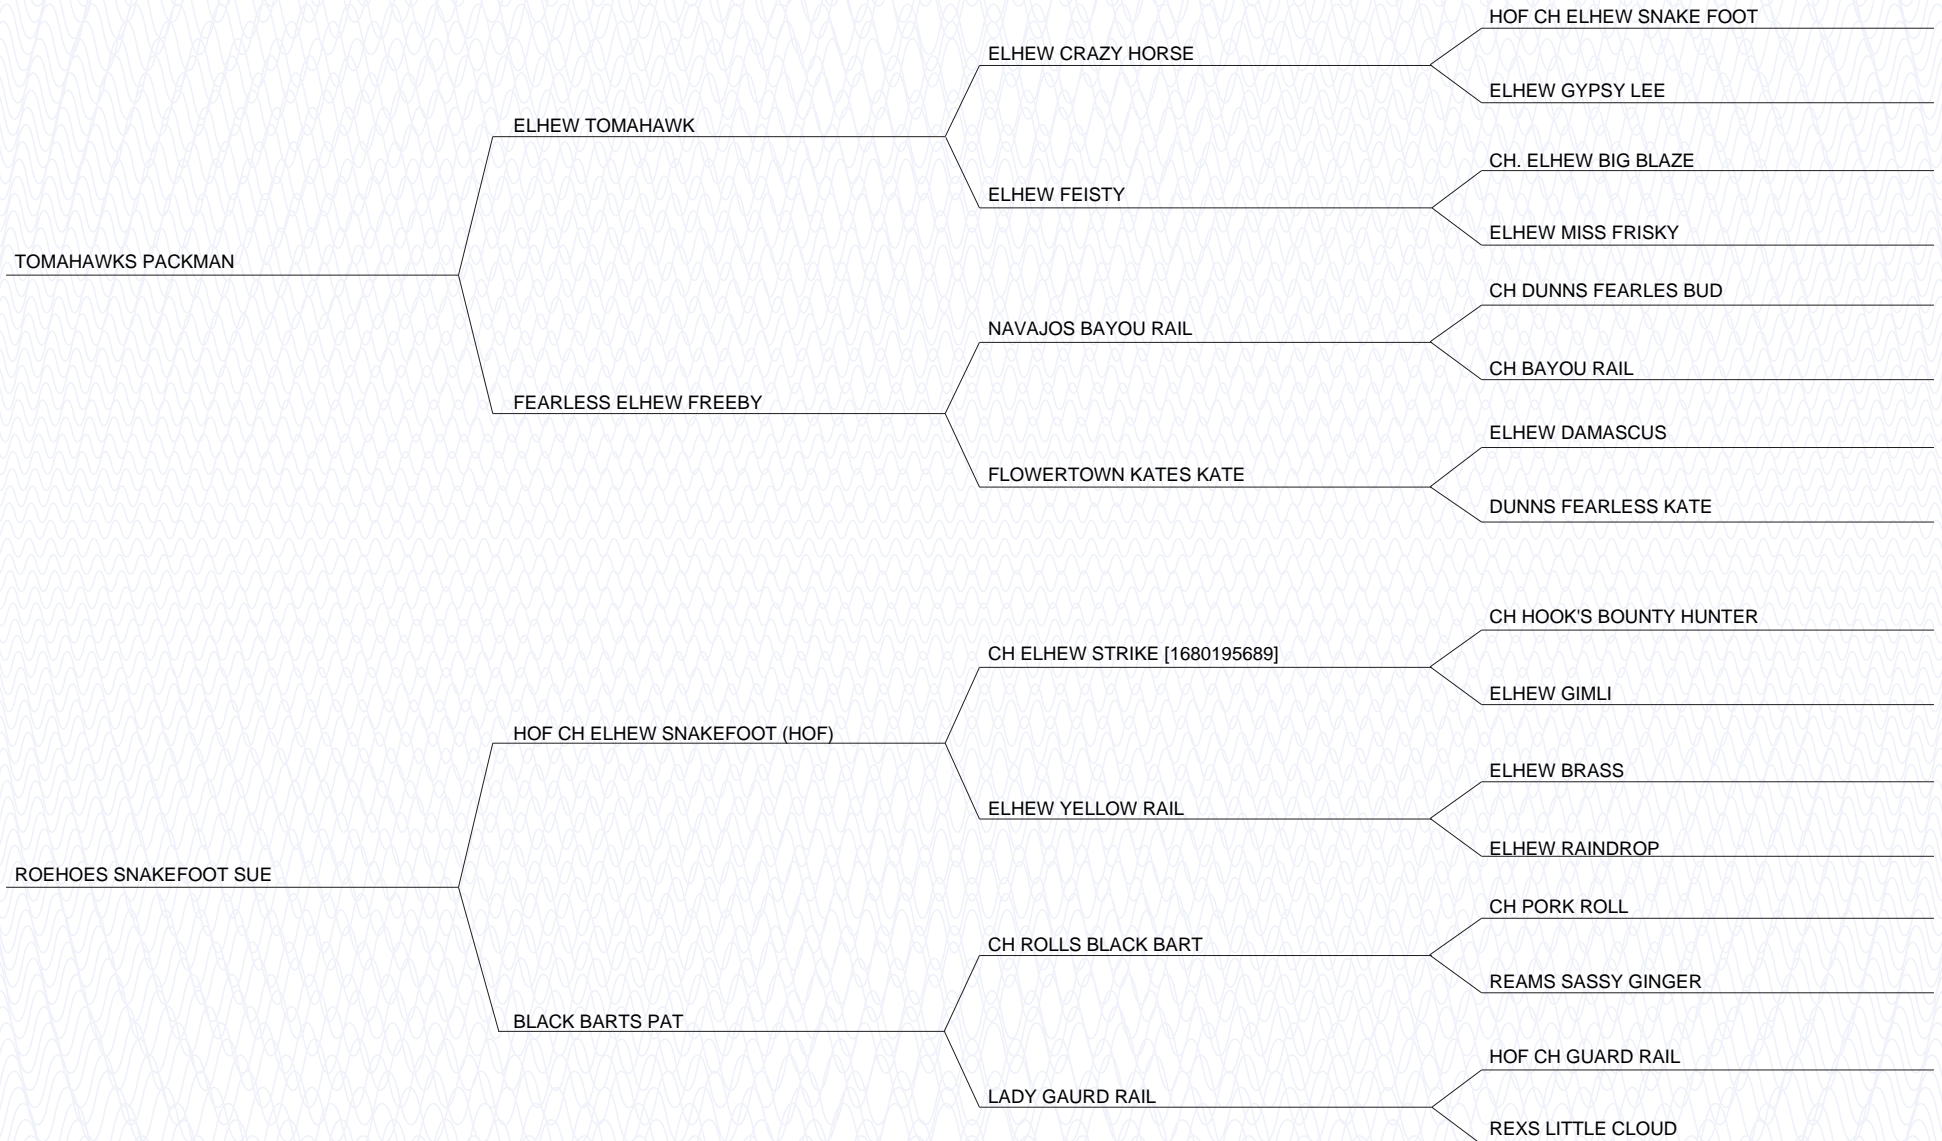 HOF CH ELHEW SNAKE FOOT
ELHEW CRAZY HORSE
ELHEW GYPSY LEE
ELHEW TOMAHAWK
CH. ELHEW BIG BLAZE
ELHEW FEISTY
ELHEW MISS FRISKY
TOMAHAWKS PACKMAN
CH DUNNS FEARLES BUD
NAVAJOS BAYOU RAIL
CH BAYOU RAIL
FEARLESS ELHEW FREEBY
ELHEW DAMASCUS
FLOWERTOWN KATES KATE
DUNNS FEARLESS KATE
CH HOOK'S BOUNTY HUNTER
CH ELHEW STRIKE [1680195689]
ELHEW GIMLI
HOF CH ELHEW SNAKEFOOT (HOF)
ELHEW BRASS
ELHEW YELLOW RAIL
ELHEW RAINDROP
ROEHOES SNAKEFOOT SUE
CH PORK ROLL
CH ROLLS BLACK BART
REAMS SASSY GINGER
BLACK BARTS PAT
HOF CH GUARD RAIL
LADY GAURD RAIL
REXS LITTLE CLOUD